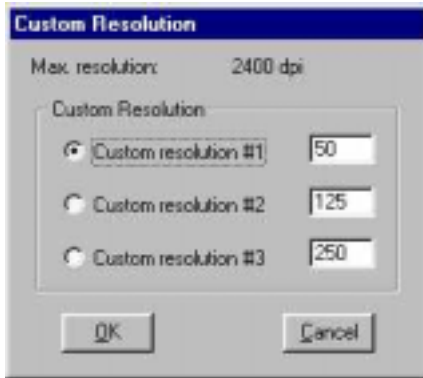 Custom Resolution
Max. resolution: 2400 dpi
Custom Resolution
Custom resolution #1 50
Custom resolution #2 125
Custom resolution #3 250
OK Cancel